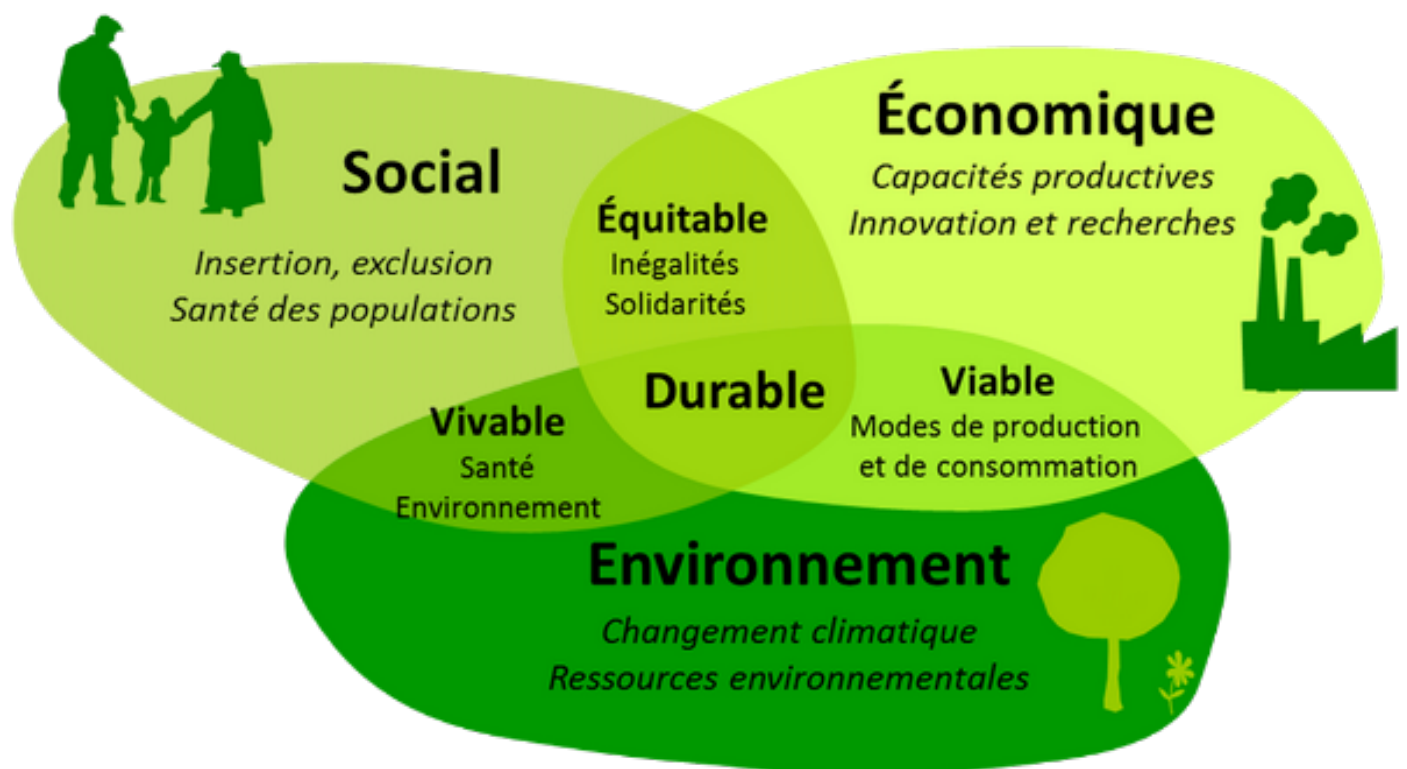 Social
Insertion, exclusion
Santé des populations
Économique
Capacités productives
Innovation et recherches
Équitable
Inégalités
Solidarités
Durable
Viable
Modes de production
et de consommation
Vivable
Santé
Environnement
Environnement
Changement climatique
Ressources environnementales